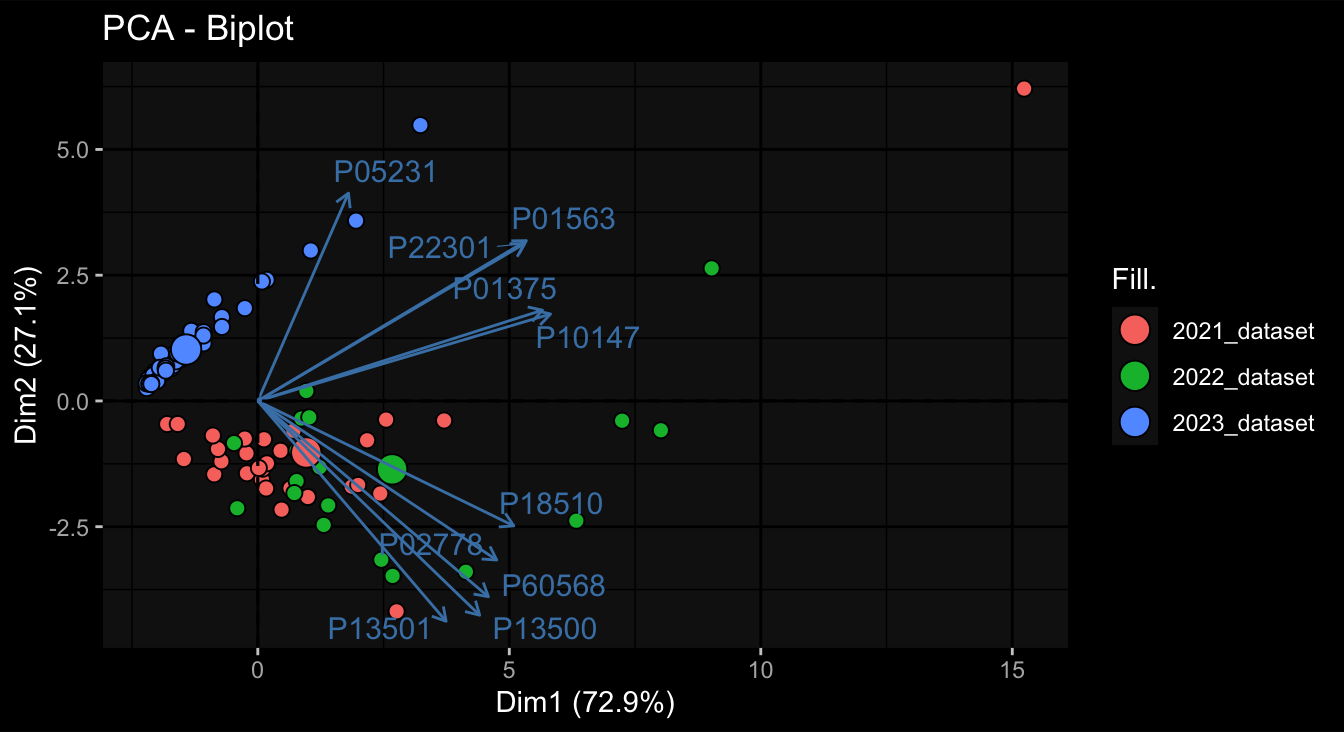 PCA - Biplot
Dim2 (27.1%)
5.0
2.5
0.0
-2.5
P05231
P01563
P22301
P01375
P10147
P18510
P02778
P60568
P13501
P13500
0
5
10
15
Dim1 (72.9%)
Fill.
2021_dataset
2022_dataset
2023_dataset